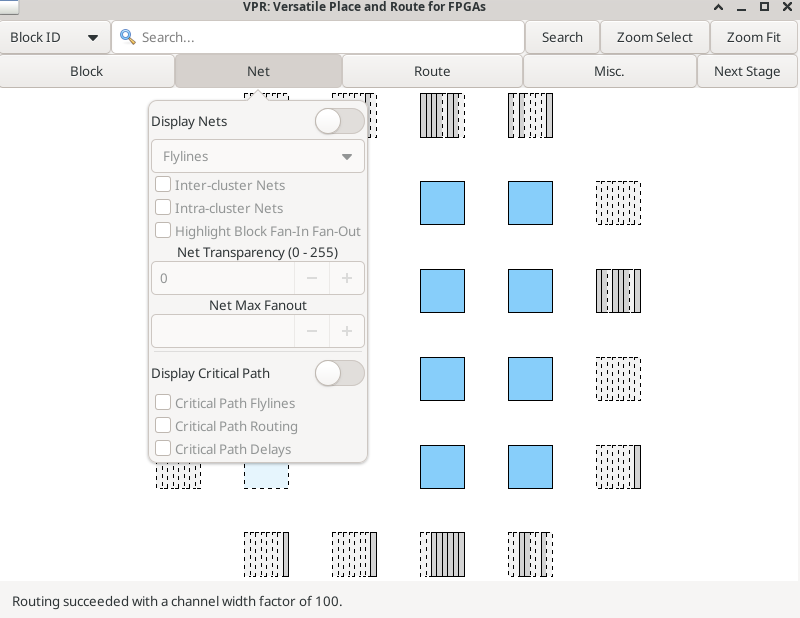 VPR: Versatile Place and Route for FPGAs
Block ID
Search...
Search
Zoom Select
Zoom Fit
Block
Net
Route
Misc.
Next Stage
Display Nets
Flylines
Inter-cluster Nets
Intra-cluster Nets
Highlight Block Fan-In Fan-Out
Net Transparency (0 - 255)
0
Net Max Fanout
Display Critical Path
Critical Path Flylines
Critical Path Routing
Critical Path Delays
Routing succeeded with a channel width factor of 100.